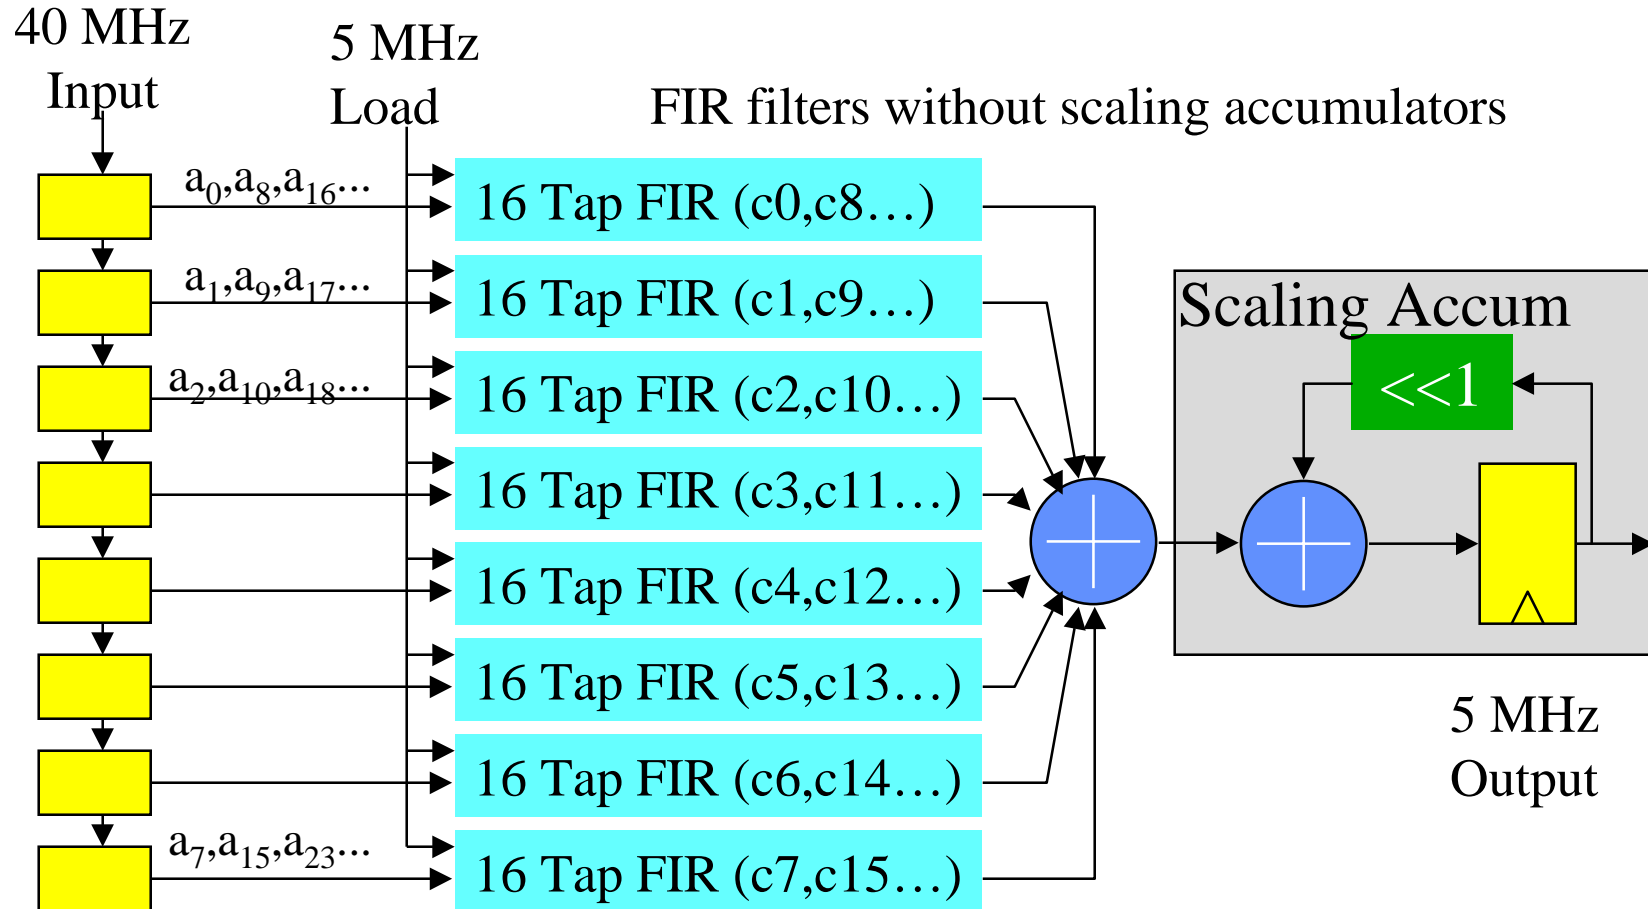 40 MHz
Input
5 MHz
Load
FIR filters without scaling accumulators
a0,a8,a16...
16 Tap FIR (c0,c8…)
a1,a9,a17...
16 Tap FIR (c1,c9…)
a2,a10,a18...
16 Tap FIR (c2,c10…)
16 Tap FIR (c3,c11…)
16 Tap FIR (c4,c12…)
16 Tap FIR (c5,c13…)
16 Tap FIR (c6,c14…)
a7,a15,a23...
16 Tap FIR (c7,c15…)
Scaling Accum
<<1
5 MHz
Output